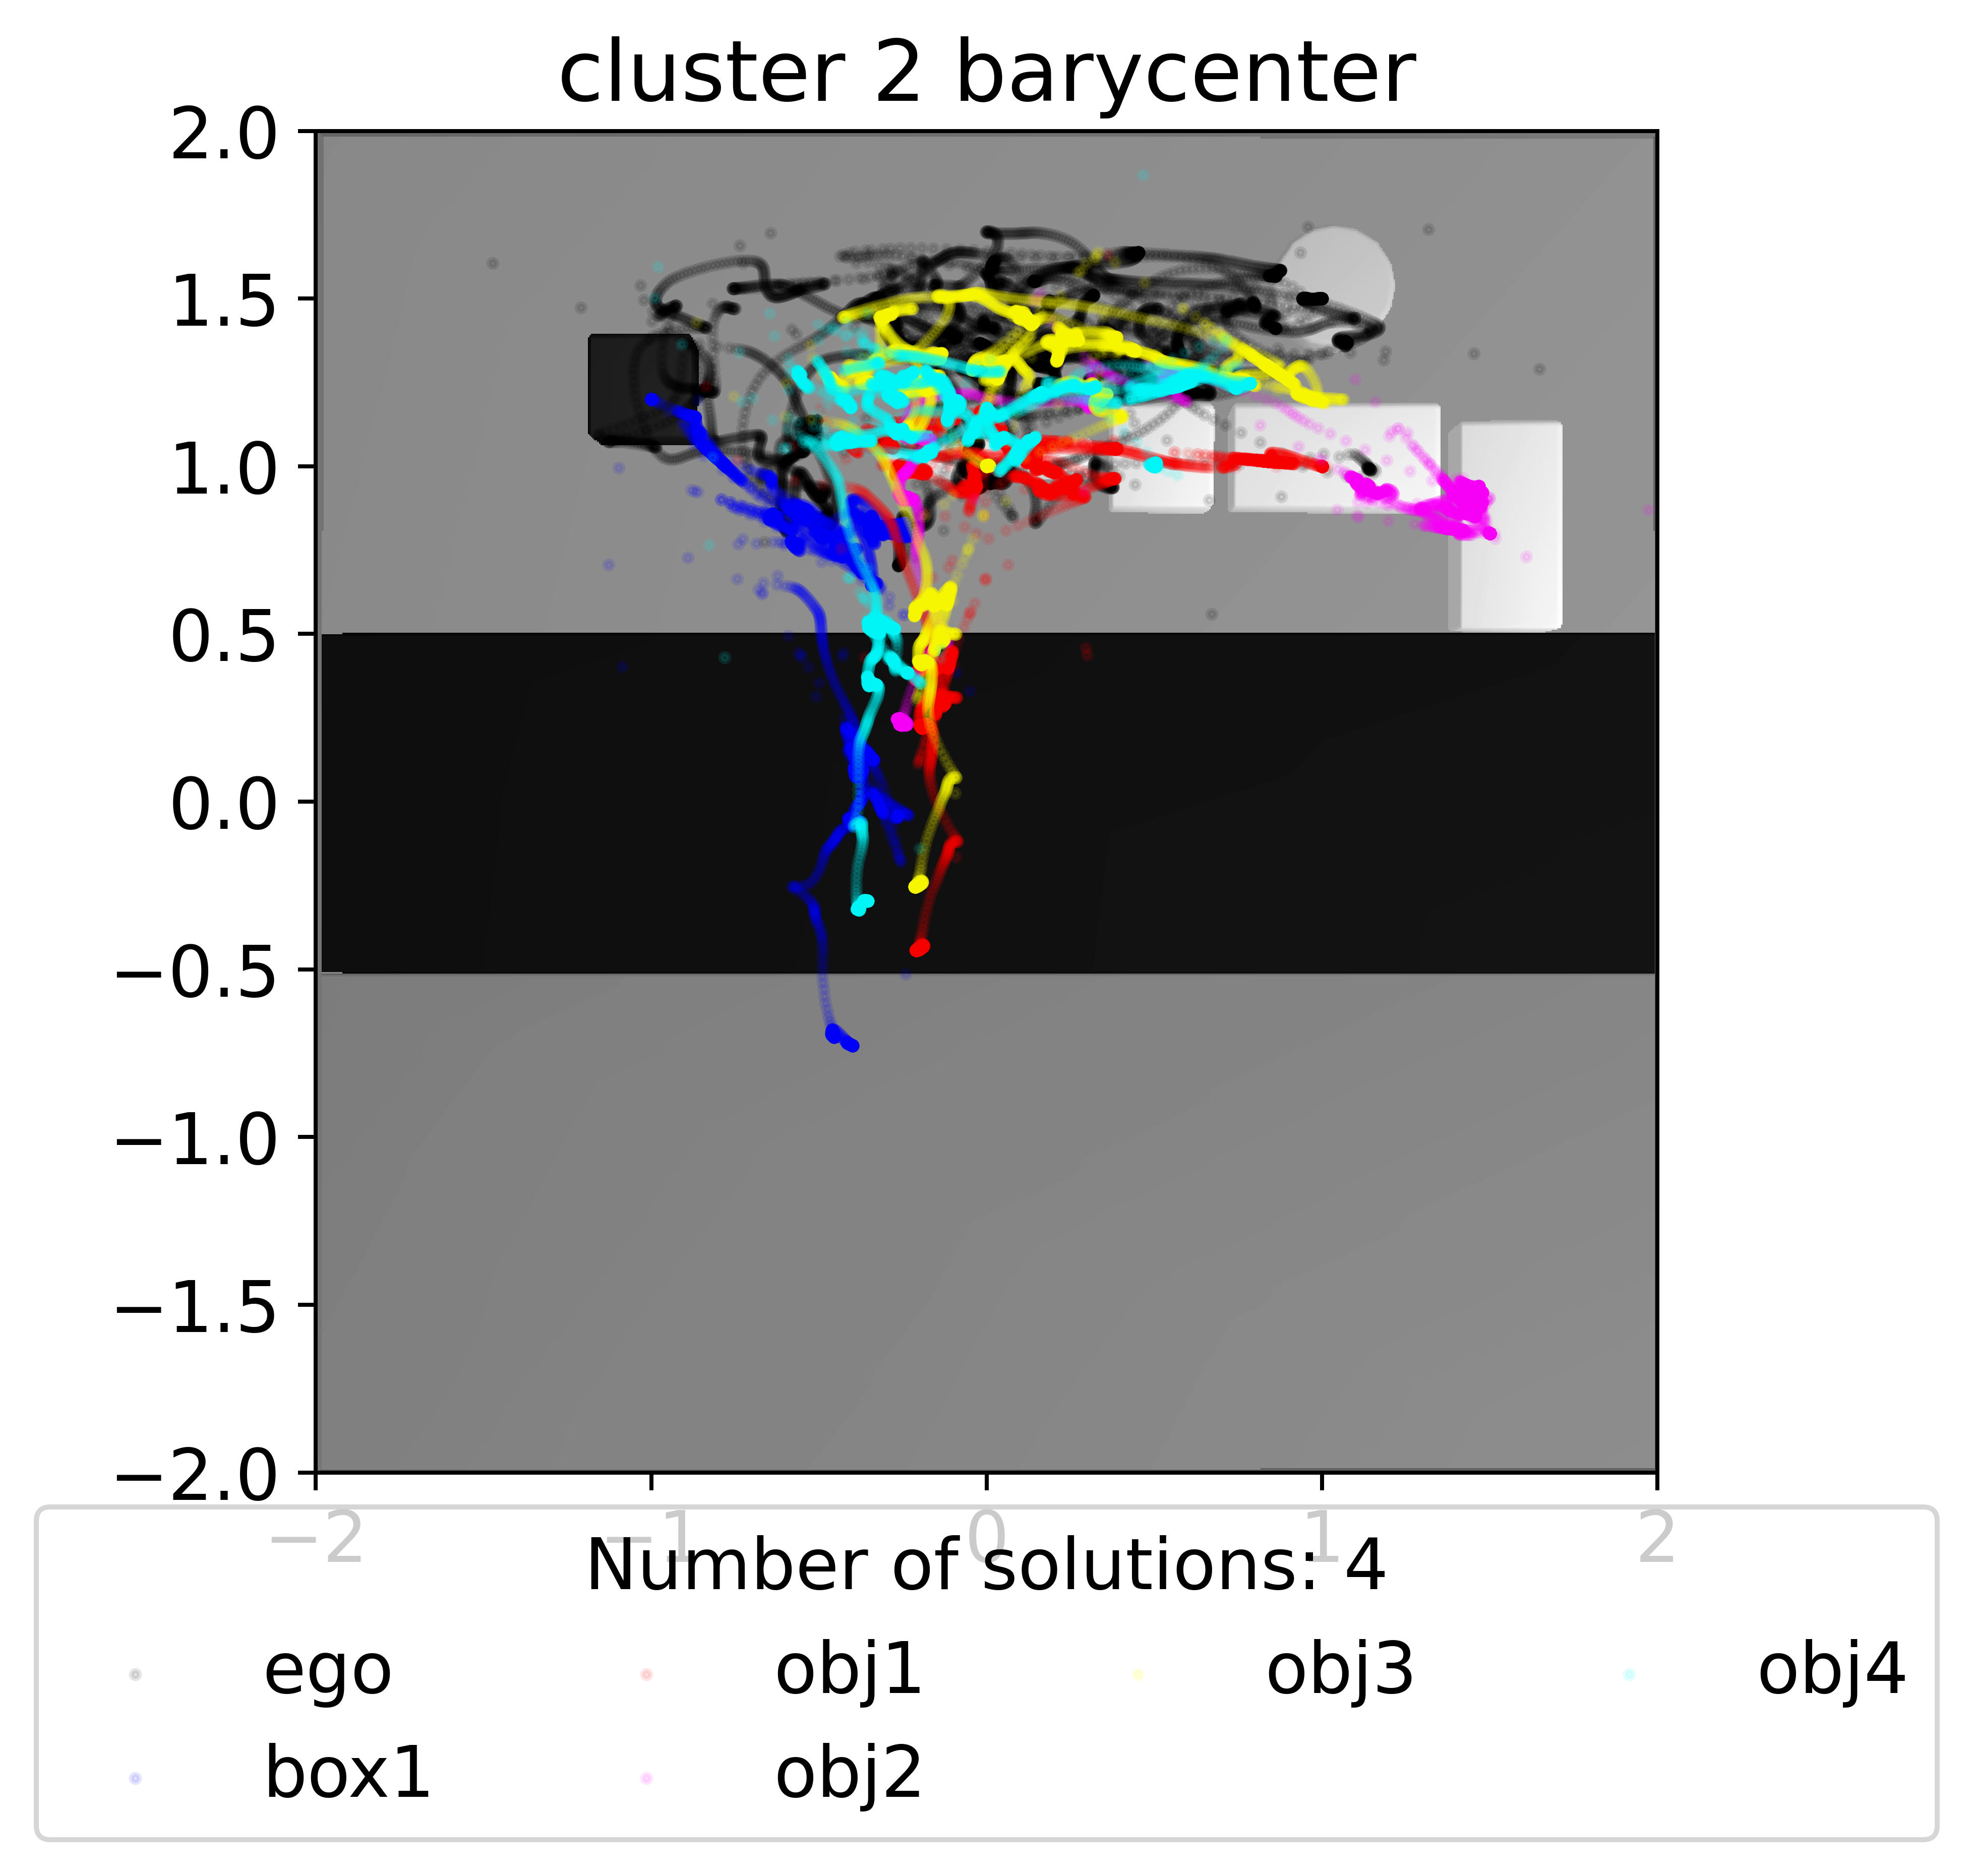 cluster 2 barycenter
2.0
1.5
1.0
0.5
0.0
−0.5
−1.0
−1.5
−2.0
−2 −1 0 1 2
Number of solutions: 4
ego obj1 obj3 obj4
box1 obj2